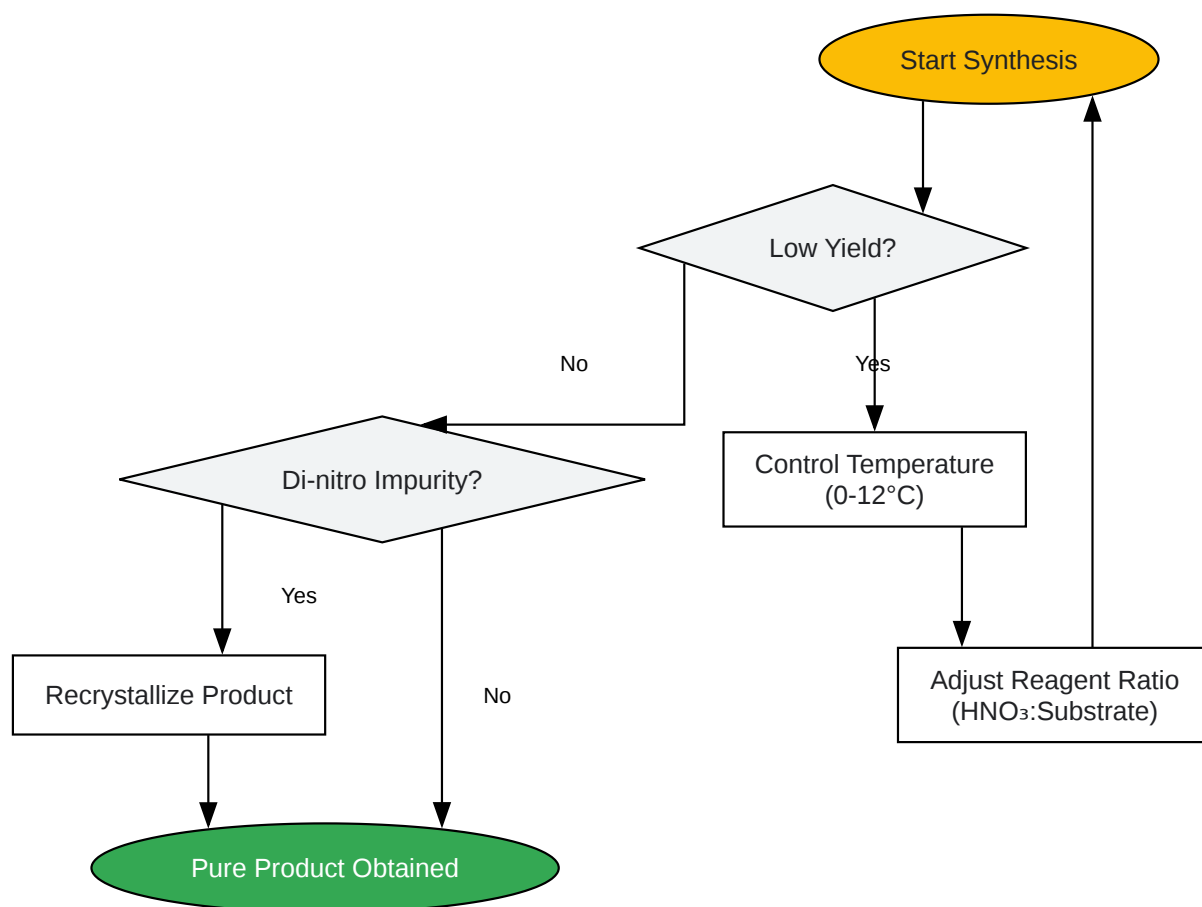 Start Synthesis
Low Yield?
No
Yes
Control Temperature
(0-12°C)
Di-nitro Impurity?
Yes
Adjust Reagent Ratio
(HNO₃:Substrate)
Recrystallize Product
No
Pure Product Obtained